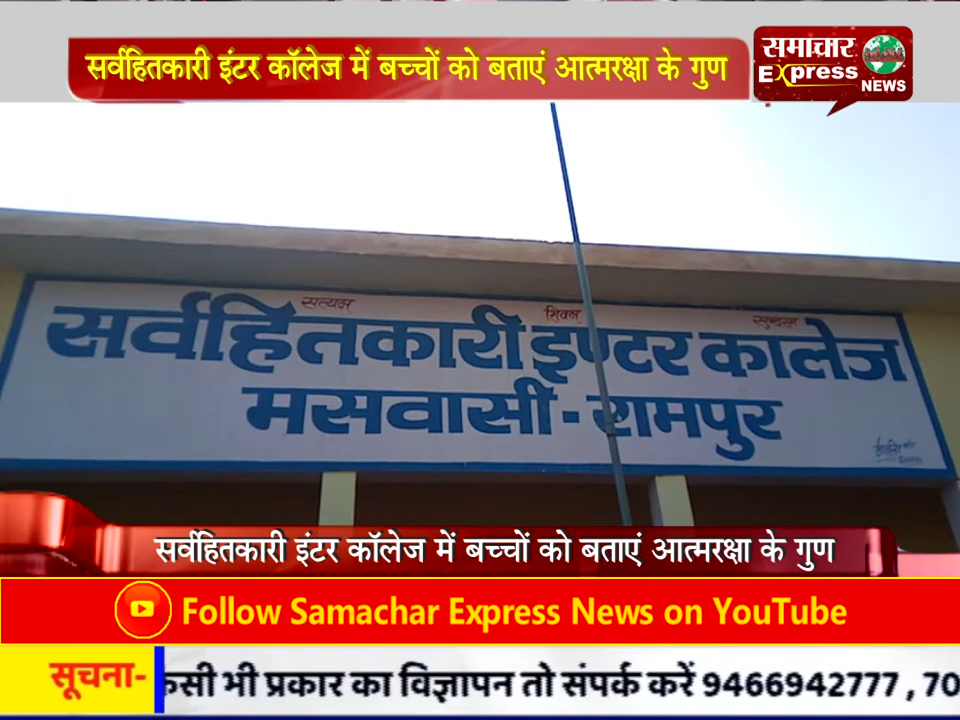 सर्वहितकारी इंटर कॉलेज में बच्चों को बताएं आत्मरक्षा के गुण
समाचार
Express
NEWS
सत्यम शिवम सुन्दरम
सर्वहितकारी इण्टर कालेज
मसवासी-रामपुर
सर्वहितकारी इंटर कॉलेज में बच्चों को बताएं आत्मरक्षा के गुण
Follow Samachar Express News on YouTube
सूचना- कसी भी प्रकार का विज्ञापन तो संपर्क करें 9466942777 , 70